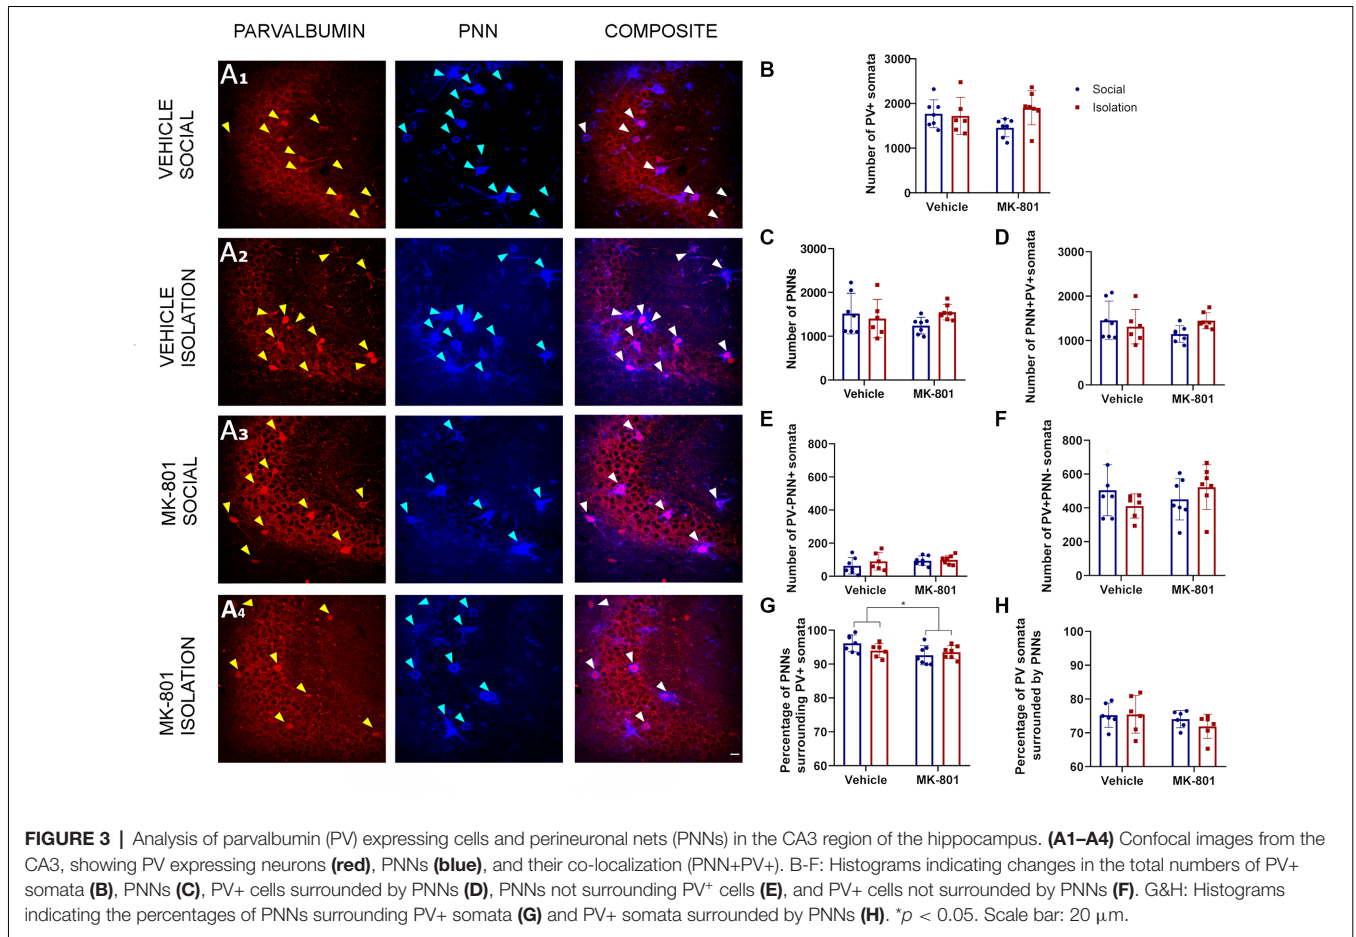 PARVALBUMIN PNN COMPOSITE
VEHICLE
SOCIAL
A1
VEHICLE
ISOLATION
A2
MK-801
SOCIAL
A3
MK-801
ISOLATION
A4
B
Number of PV+ somata
3000
2000
1000
0
Vehicle MK-801
Social
Isolation
C
Number of PNNs
3000
2000
1000
0
Vehicle MK-801
D
Number of PNN+PV+somata
3000
2000
1000
0
Vehicle MK-801
E
Number of PV-PNN+ somata
800
600
400
200
0
Vehicle MK-801
F
Number of PV+PNN- somata
800
600
400
200
0
Vehicle MK-801
G
Percentage of PNNs
surrounding PV+ somata
*
100
90
80
70
60
Vehicle MK-801
H
Percentage of PV somata
surrounded by PNNs
100
90
80
70
60
Vehicle MK-801
FIGURE 3 | Analysis of parvalbumin (PV) expressing cells and perineuronal nets (PNNs) in the CA3 region of the hippocampus. (A1–A4) Confocal images from the
CA3, showing PV expressing neurons (red), PNNs (blue), and their co-localization (PNN+PV+). B-F: Histograms indicating changes in the total numbers of PV+
somata (B), PNNs (C), PV+ cells surrounded by PNNs (D), PNNs not surrounding PV⁺ cells (E), and PV+ cells not surrounded by PNNs (F). G&H: Histograms
indicating the percentages of PNNs surrounding PV+ somata (G) and PV+ somata surrounded by PNNs (H). *p < 0.05. Scale bar: 20 μm.